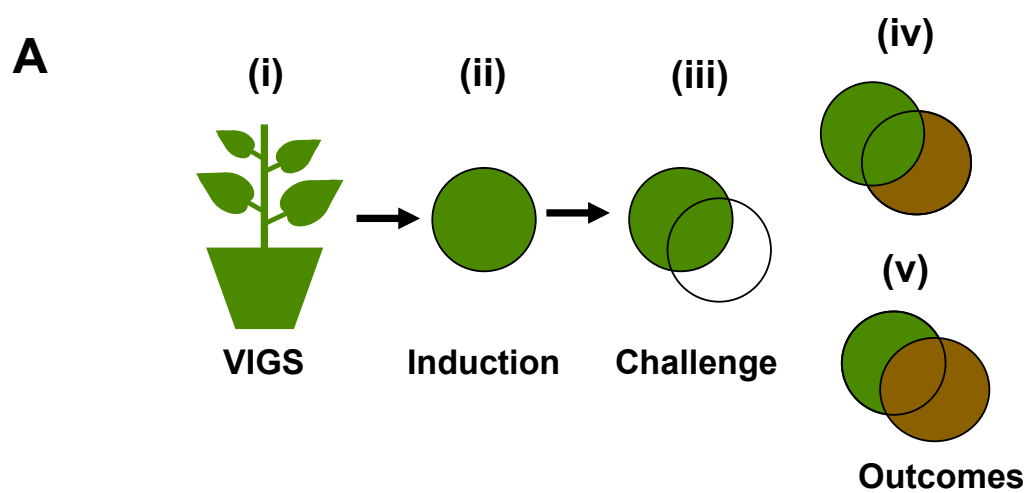 A
(i)
(ii)
(iii)
(iv)
(v)
VIGS
Induction
Challenge
Outcomes